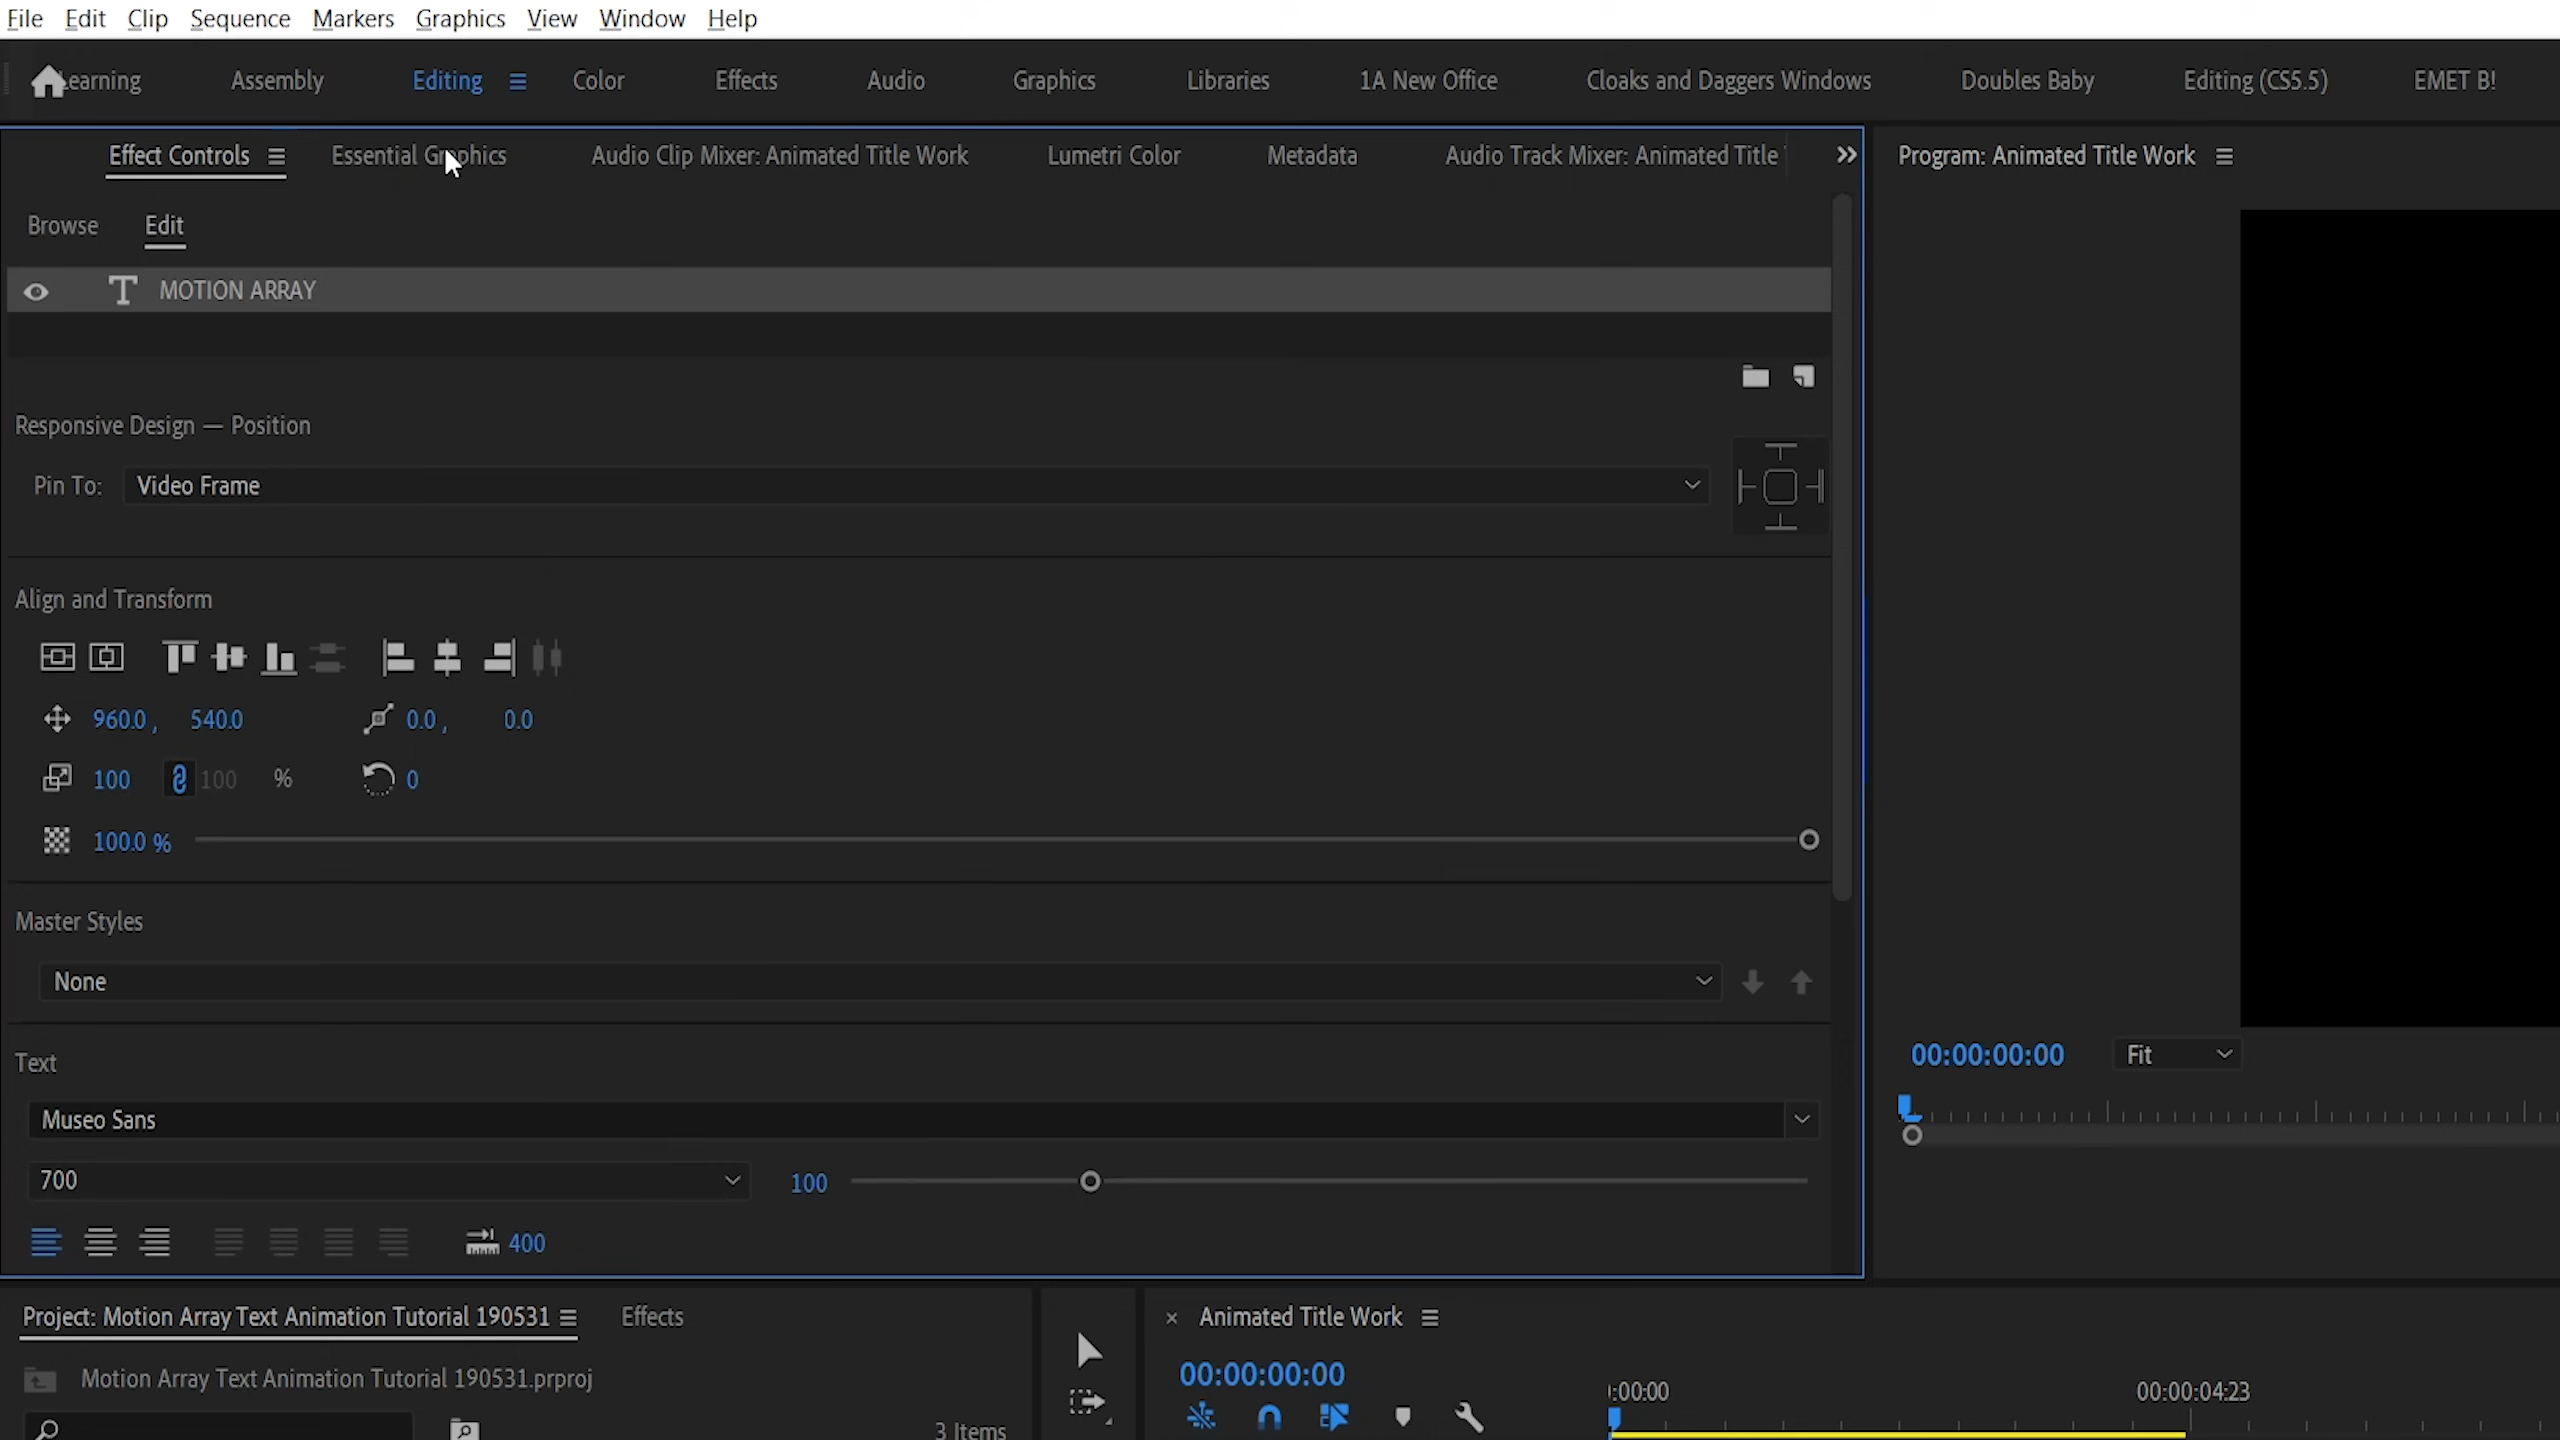 File Edit Clip Sequence Markers Graphics View Window Help
earning Assembly Editing Color Effects Audio Graphics Libraries 1A New Office Cloaks and Daggers Windows Doubles Baby Editing (CS5.5) EMET B!
Effect Controls Essential Graphics Audio Clip Mixer: Animated Title Work Lumetri Color Metadata Audio Track Mixer: Animated Title
Program: Animated Title Work
Browse Edit
T MOTION ARRAY
Responsive Design — Position
Pin To: Video Frame
Align and Transform
960.0 , 540.0 0.0 , 0.0
100 100 % 0
100.0 %
Master Styles
None
Text
Museo Sans
700 100
400
00:00:00:00 Fit
Project: Motion Array Text Animation Tutorial 190531 Effects
Motion Array Text Animation Tutorial 190531.prproj
3 Items
× Animated Title Work
00:00:00:00
:00:00 00:00:04:23